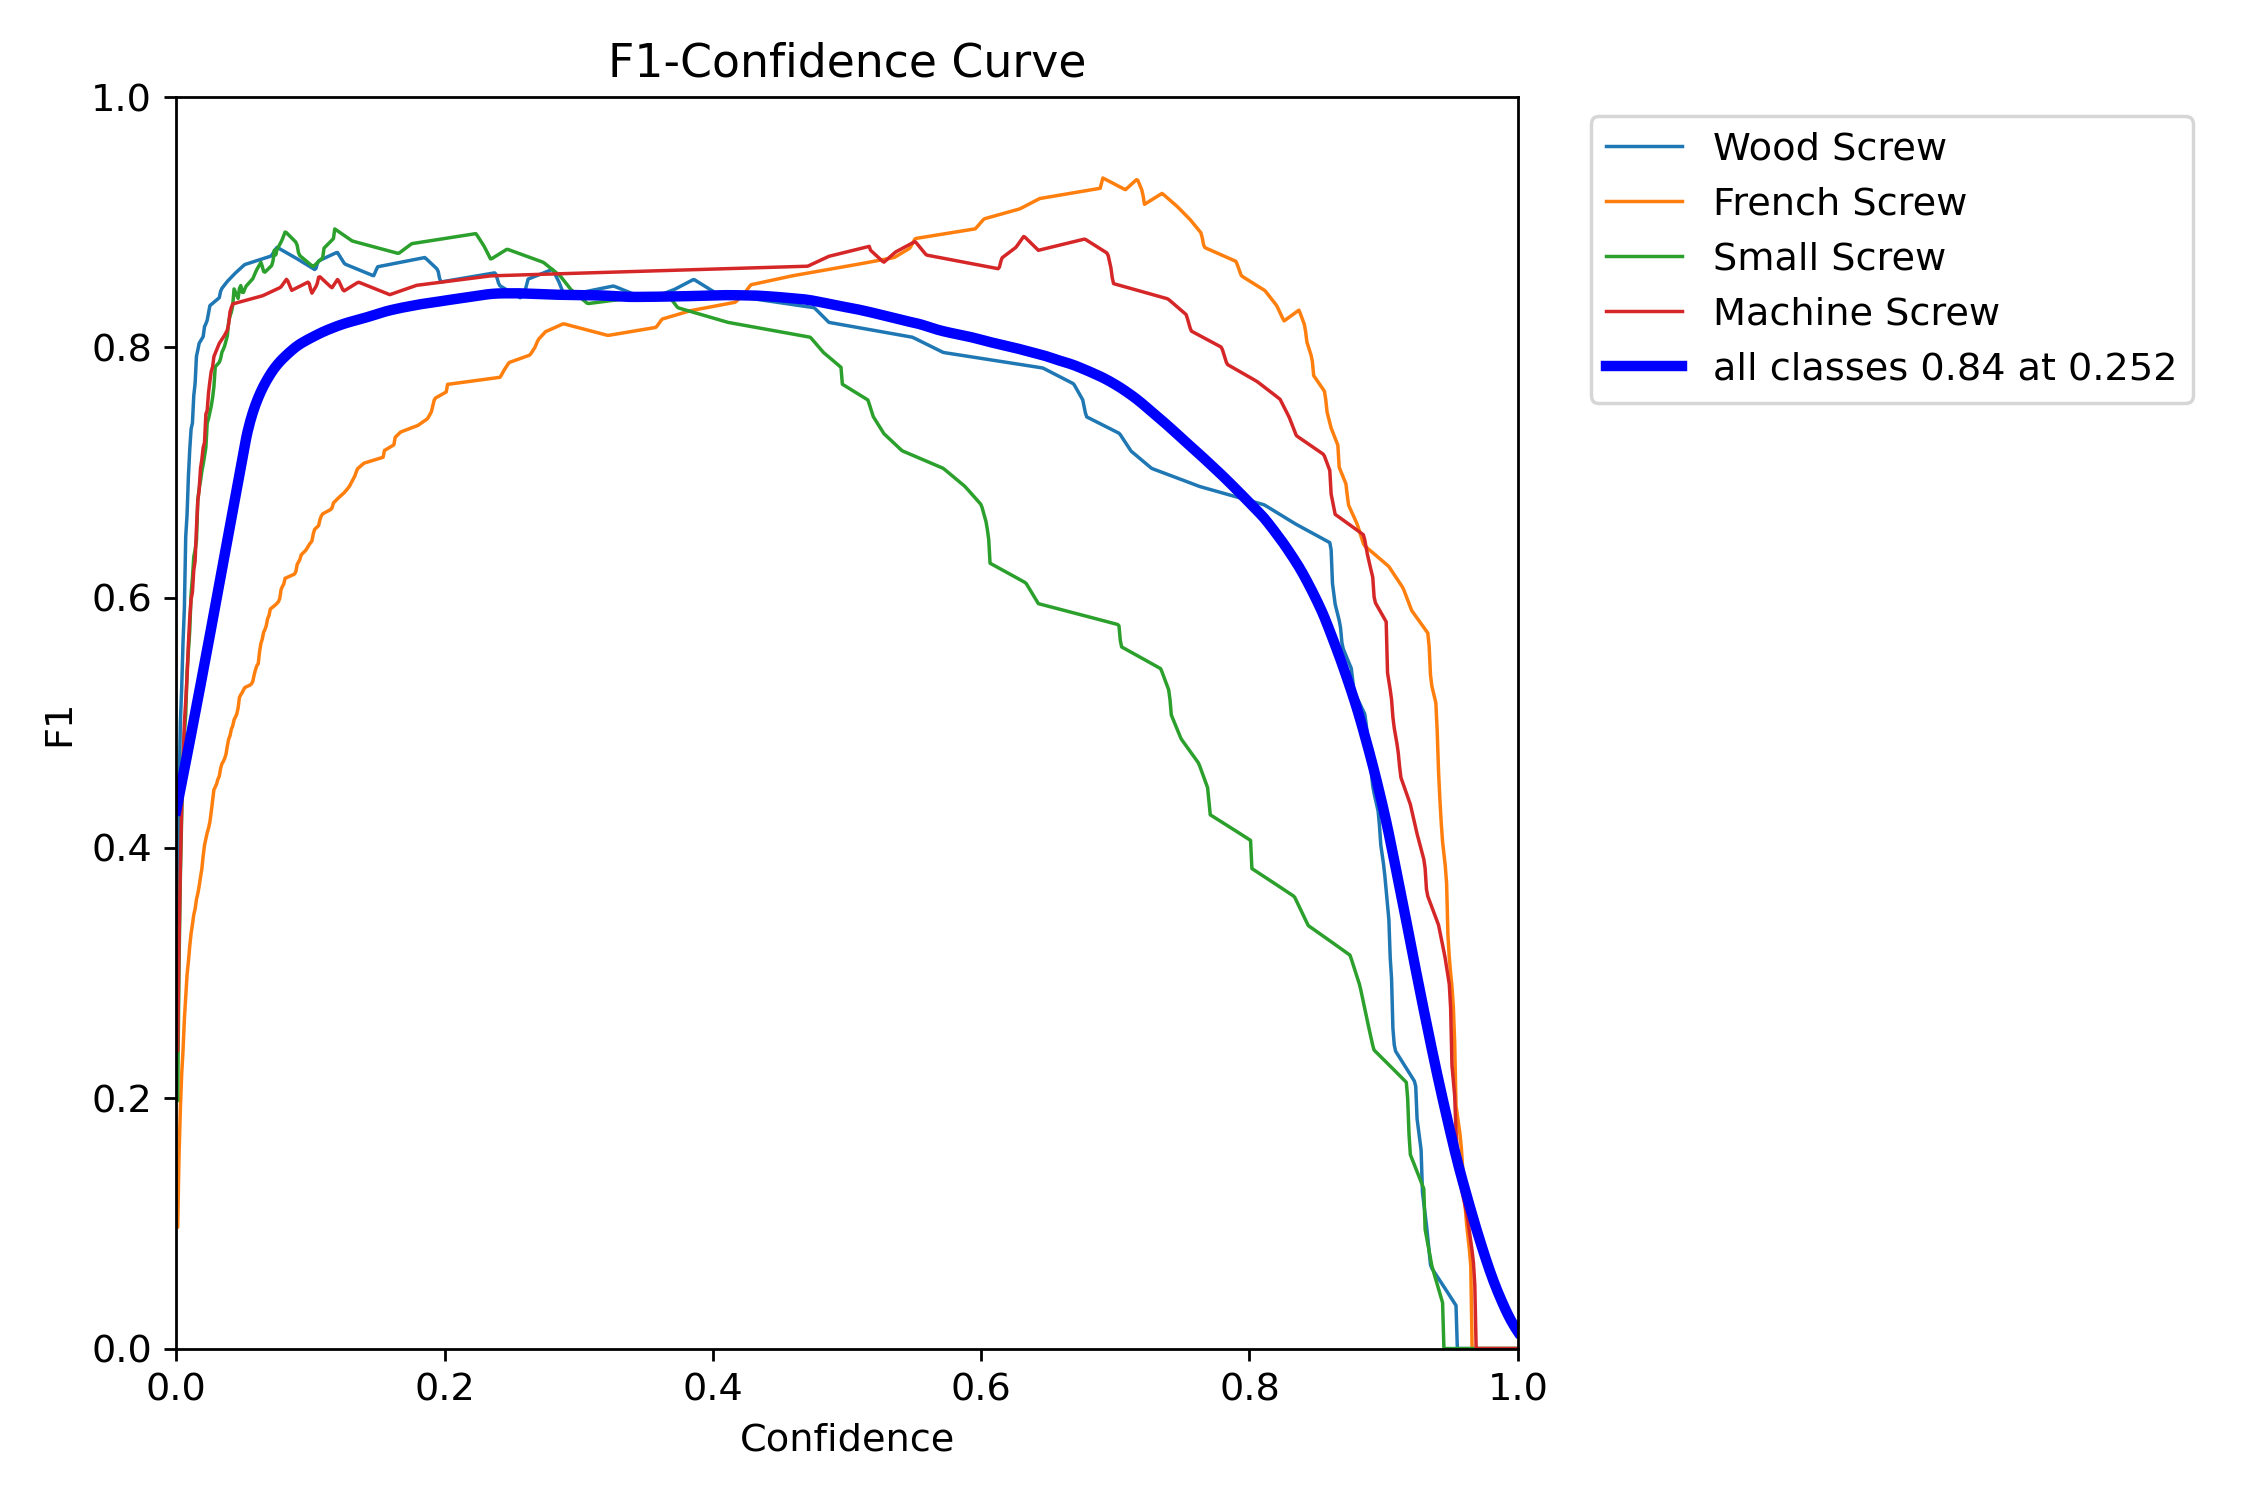 F1-Confidence Curve
1.0
0.8
0.6
0.4
0.2
0.0
F1
0.0 0.2 0.4 0.6 0.8 1.0
Confidence
Wood Screw
French Screw
Small Screw
Machine Screw
all classes 0.84 at 0.252